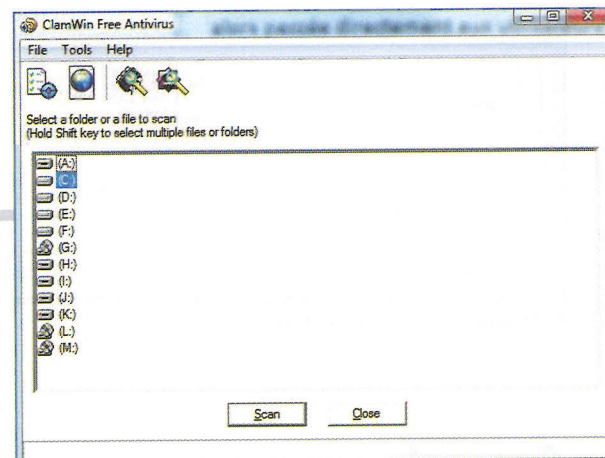 ClamWin Free Antivirus
File Tools Help
Select a folder or a file to scan
(Hold Shift key to select multiple files or folders)
(A:)
(C:)
(D:)
(E:)
(F:)
(G:)
(H:)
(I:)
(J:)
(K:)
(L:)
(M:)
Scan Close